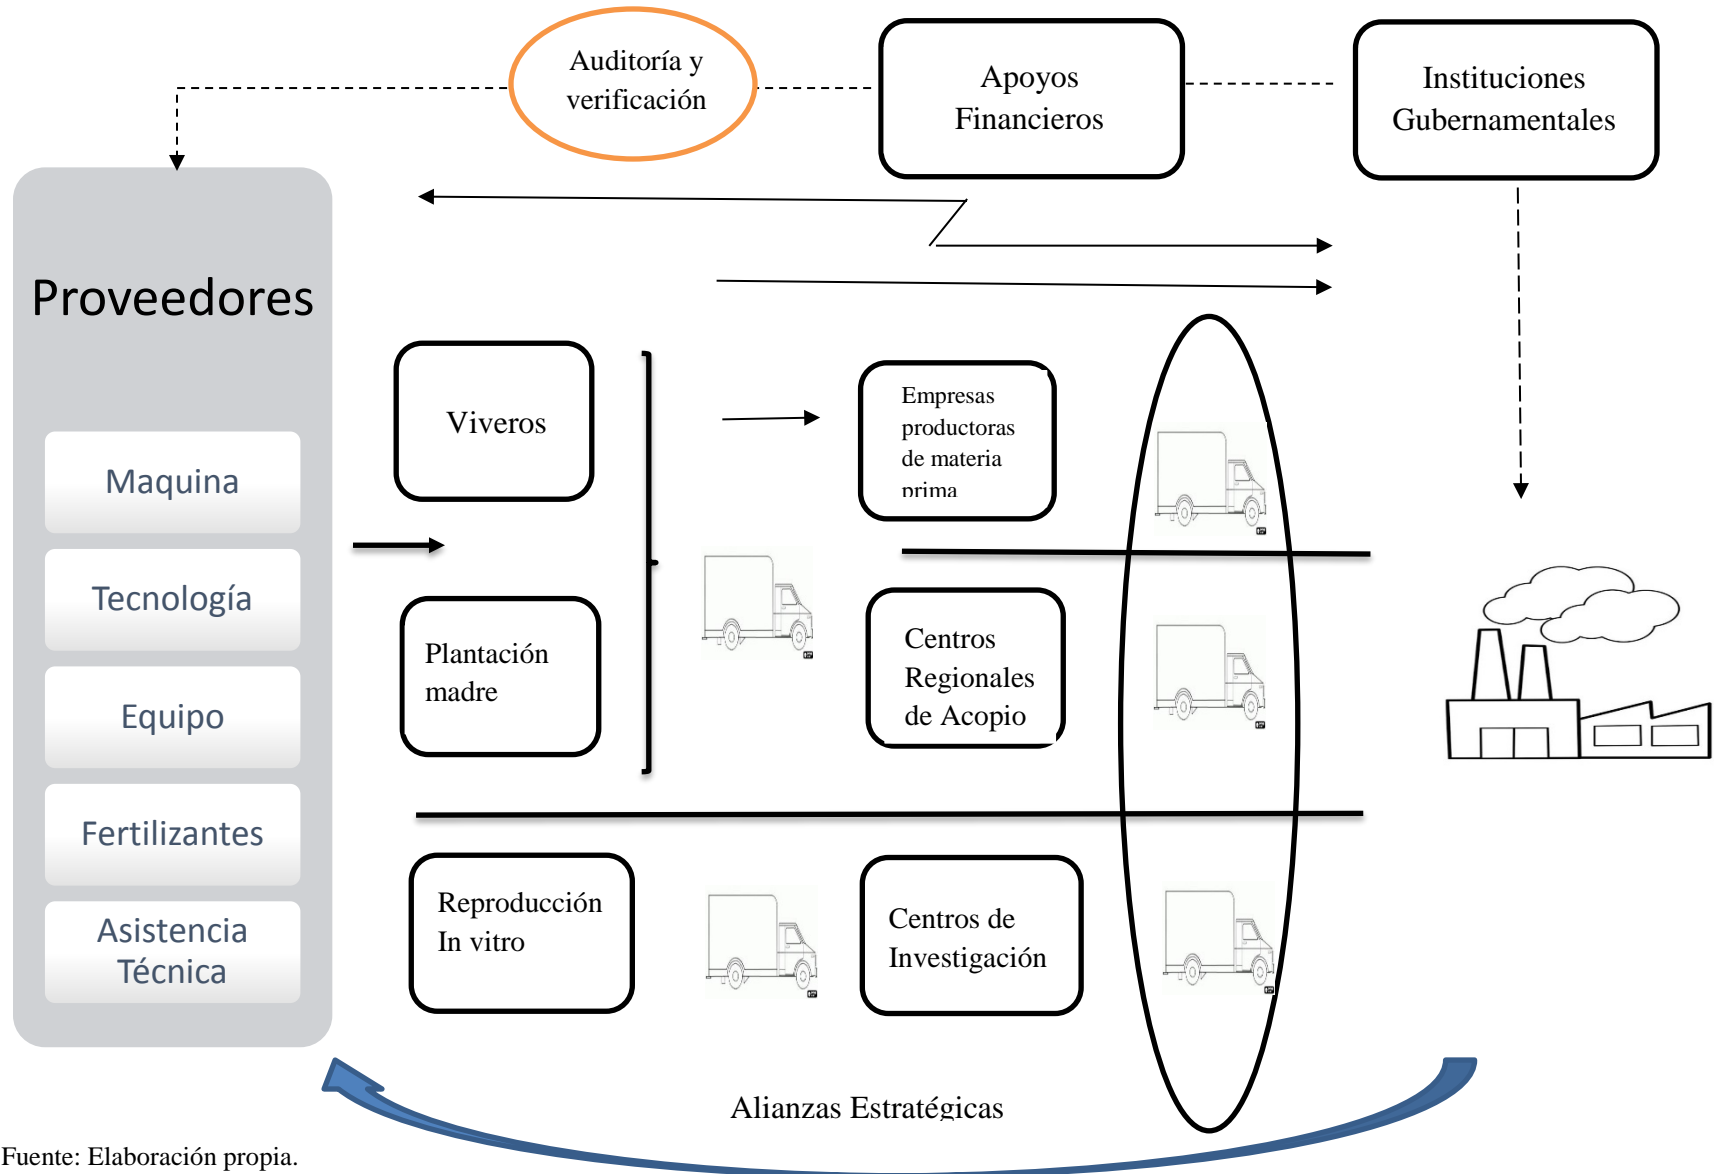 Auditoría y
verificación
Apoyos
Financieros
Instituciones
Gubernamentales
Proveedores
Maquina
Tecnología
Equipo
Fertilizantes
Asistencia
Técnica
Viveros
Plantación
madre
Reproducción
In vitro
Empresas
productoras
de materia
prima
Centros
Regionales
de Acopio
Centros de
Investigación
Alianzas Estratégicas
Fuente: Elaboración propia.